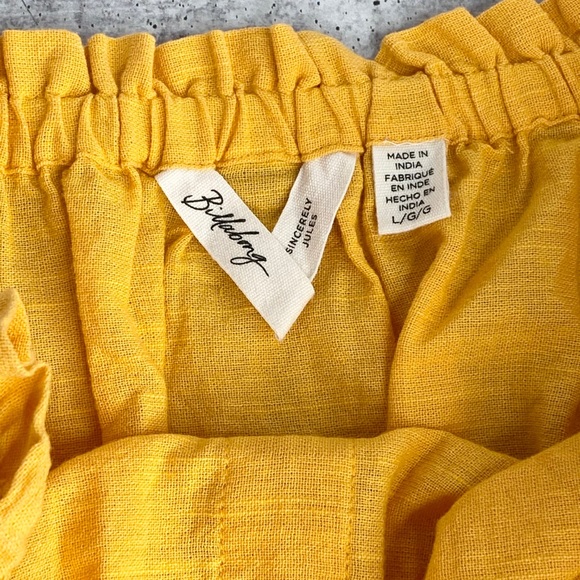 Billabong
SINCERELY
JULES
MADE IN
INDIA
FABRIQUÉ
EN INDE
HECHO EN
INDIA
L/G/G